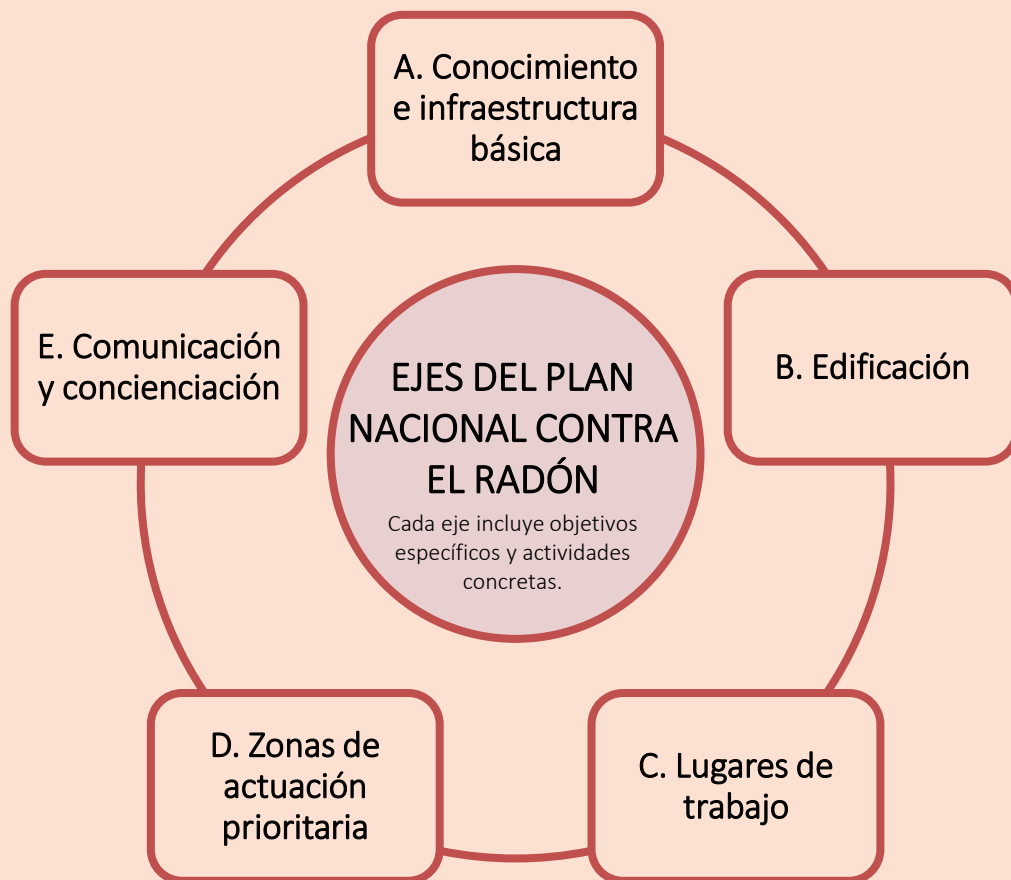 A. Conocimiento
e infraestructura
básica
E. Comunicación
y concienciación
B. Edificación
EJES DEL PLAN
NACIONAL CONTRA
EL RADÓN
Cada eje incluye objetivos
específicos y actividades
concretas.
D. Zonas de
actuación
prioritaria
C. Lugares de
trabajo